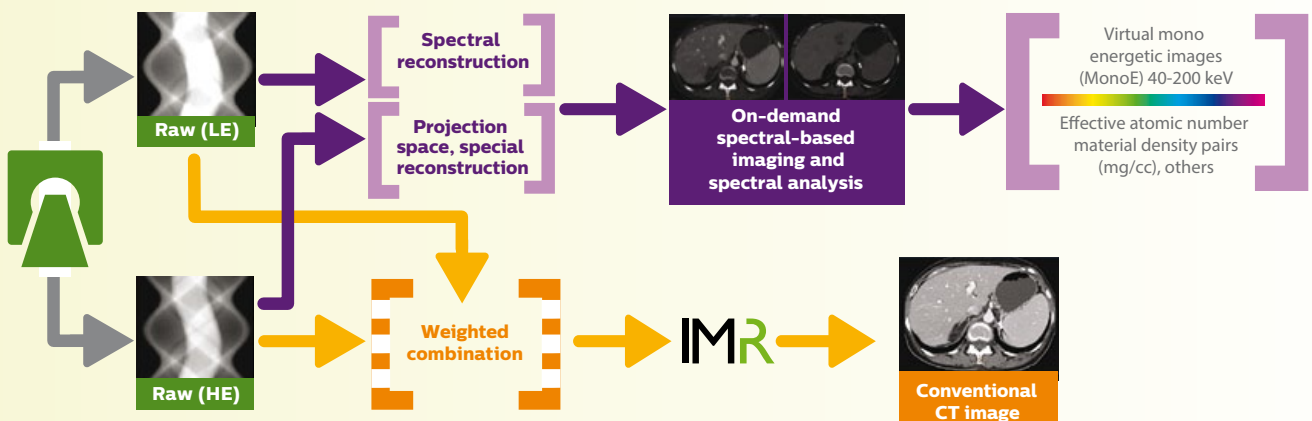 Raw (LE)
Spectral
reconstruction
Projection
space, special
reconstruction
On-demand
spectral-based
imaging and
spectral analysis
Virtual mono
energetic images
(MonoE) 40-200 keV
Effective atomic number
material density pairs
(mg/cc), others
Raw (HE)
Weighted
combination
IMR
Conventional
CT image